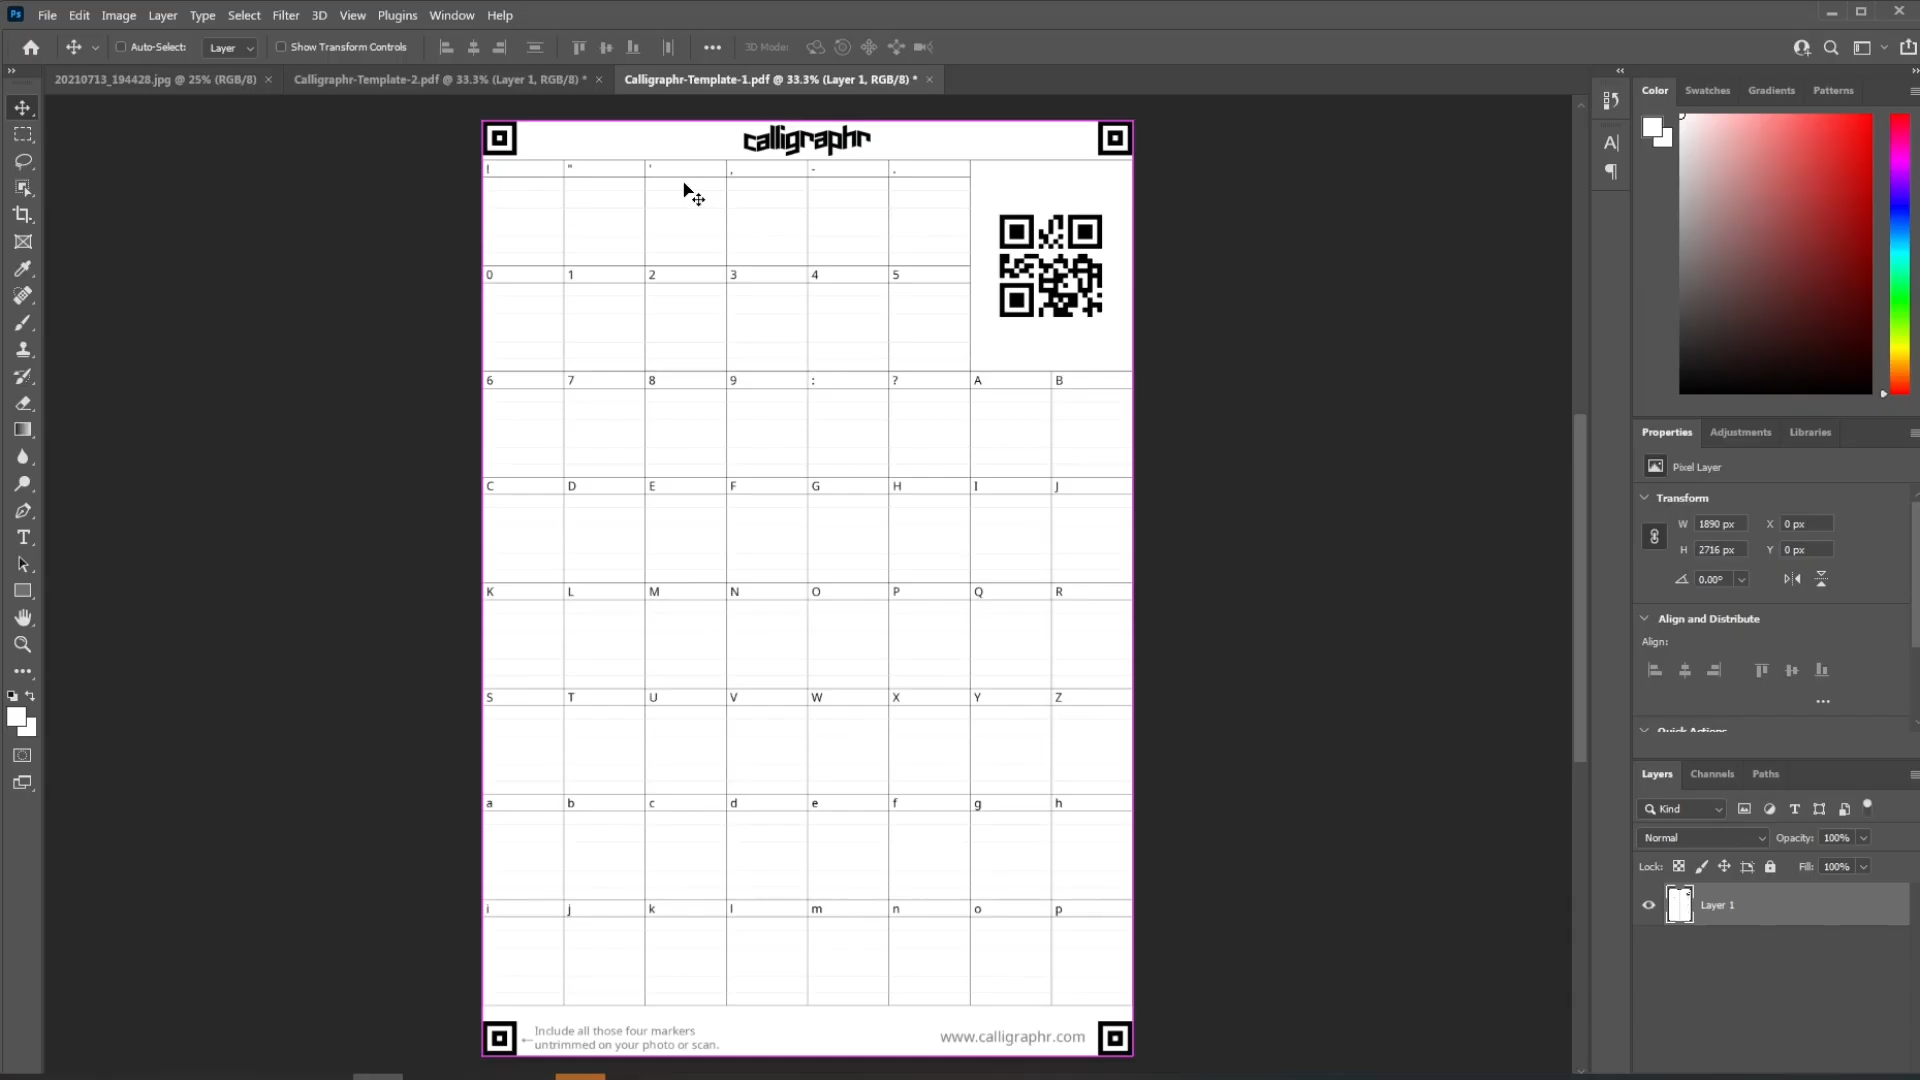 File Edit Image Layer Type Select Filter 3D View Plugins Window Help
Auto-Select: Layer Show Transform Controls 3D Mode:
20210713_194428.jpg @ 25% (RGB/8) × Calligraphr-Template-2.pdf @ 33.3% (Layer 1, RGB/8) * × Calligraphr-Template-1.pdf @ 33.3% (Layer 1, RGB/8) * ×
calligraphr
! " ' , - .
0 1 2 3 4 5
6 7 8 9 : ? A B
C D E F G H I J
K L M N O P Q R
S T U V W X Y Z
a b c d e f g h
i j k l m n o p
← Include all those four markers
untrimmed on your photo or scan.
www.calligraphr.com
Color Swatches Gradients Patterns
Properties Adjustments Libraries
Pixel Layer
Transform
W 1890 px X 0 px
H 2716 px Y 0 px
0.00°
Align and Distribute
Align:
Quick Actions
Layers Channels Paths
Kind
Normal Opacity: 100%
Lock: Fill: 100%
Layer 1